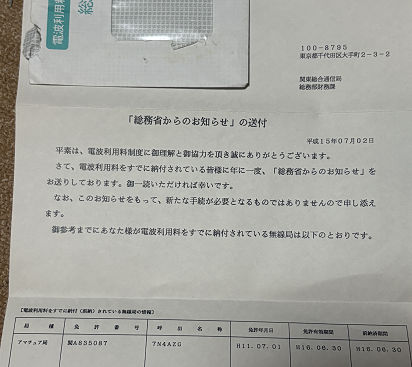 電波利用料
総
100-8795
東京都千代田区大手町2-3-2
関東総合通信局
総務部財務課
「総務省からのお知らせ」の送付
平成15年07月02日
平素は、電波利用料制度に御理解と御協力を頂き誠にありがとうございます。
さて、電波利用料をすでに納付されている皆様に年に一度、「総務省からのお知らせ」を
お送りしております。御一読いただければ幸いです。
なお、このお知らせをもって、新たな手続が必要となるものではありませんので申し添え
ます。
御参考までにあなた様が電波利用料をすでに納付されている無線局は以下のとおりです。
【電波利用料をすでに納付(前納)されている無線局の情報】
局種 免許番号 呼出名称 免許年月日 免許有効期間 前納済期間
アマチュア局 関A835087 7N4AZG H11.07.01 H16.06.30 H16.06.30